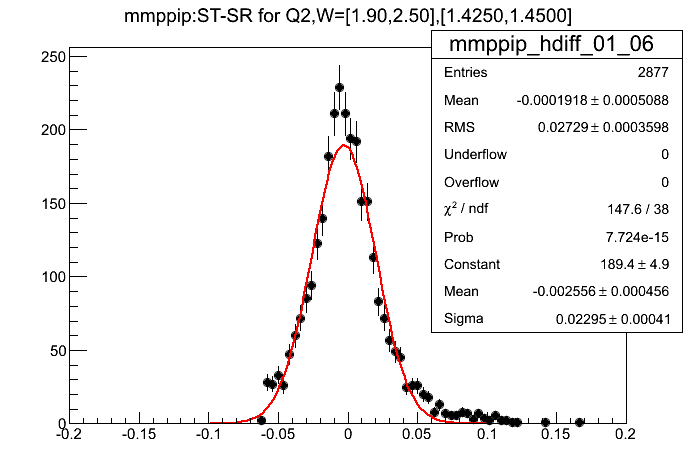 mmppip:ST-SR for Q2,W=[1.90,2.50],[1.4250,1.4500]
mmppip_hdiff_01_06
Entries 2877
Mean -0.0001918 ± 0.0005088
RMS 0.02729 ± 0.0003598
Underflow 0
Overflow 0
χ² / ndf 147.6 / 38
Prob 7.724e-15
Constant 189.4 ± 4.9
Mean -0.002556 ± 0.000456
Sigma 0.02295 ± 0.00041
250
200
150
100
50
0
-0.2 -0.15 -0.1 -0.05 0 0.05 0.1 0.15 0.2